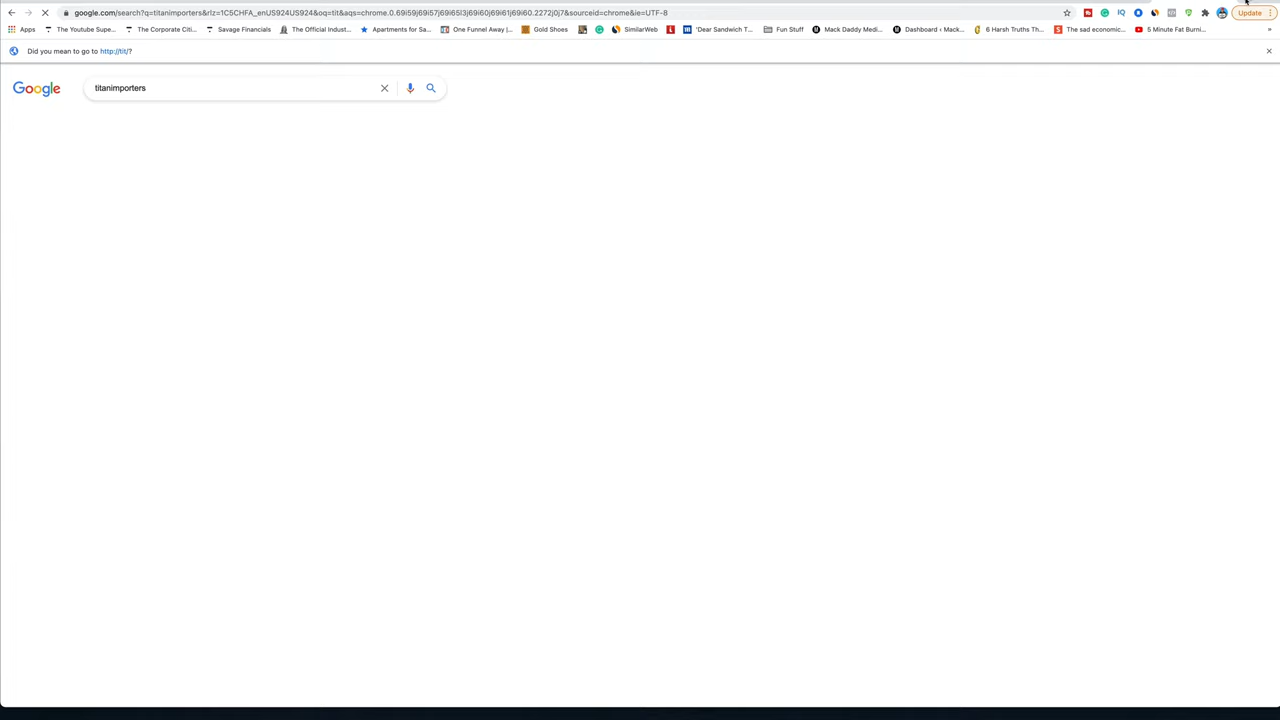 google.com/search?q=titanimporters&rlz=1C5CHFA_enUS924US924&oq=tit&aqs=chrome.0.69i59j69i57j69i65l3j69i60j69i61j69i60.2272j0j7&sourceid=chrome&ie=UTF-8 Update
Apps The Youtube Supe... The Corporate Citi... Savage Financials The Official Indust... Apartments for Sa... One Funnel Away |... Gold Shoes SimilarWeb "Dear Sandwich T... Fun Stuff Mack Daddy Medi... Dashboard ‹ Mack... 6 Harsh Truths Th... The sad economic... 5 Minute Fat Burni... »
Did you mean to go to http://tit/?
Google titanimporters